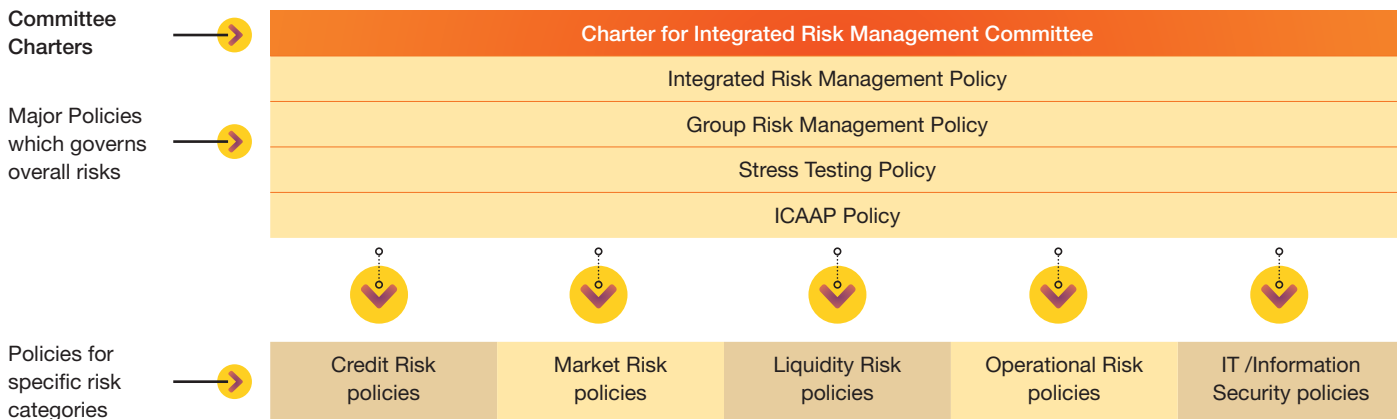 Committee
Charters
Charter for Integrated Risk Management Committee
Major Policies
which governs
overall risks
Integrated Risk Management Policy
Group Risk Management Policy
Stress Testing Policy
ICAAP Policy
Policies for
specific risk
categories
Credit Risk
policies
Market Risk
policies
Liquidity Risk
policies
Operational Risk
policies
IT /Information
Security policies